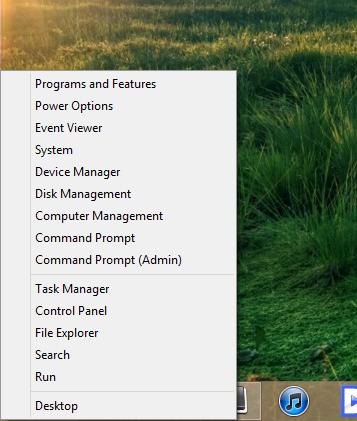 Programs and Features
Power Options
Event Viewer
System
Device Manager
Disk Management
Computer Management
Command Prompt
Command Prompt (Admin)
Task Manager
Control Panel
File Explorer
Search
Run
Desktop